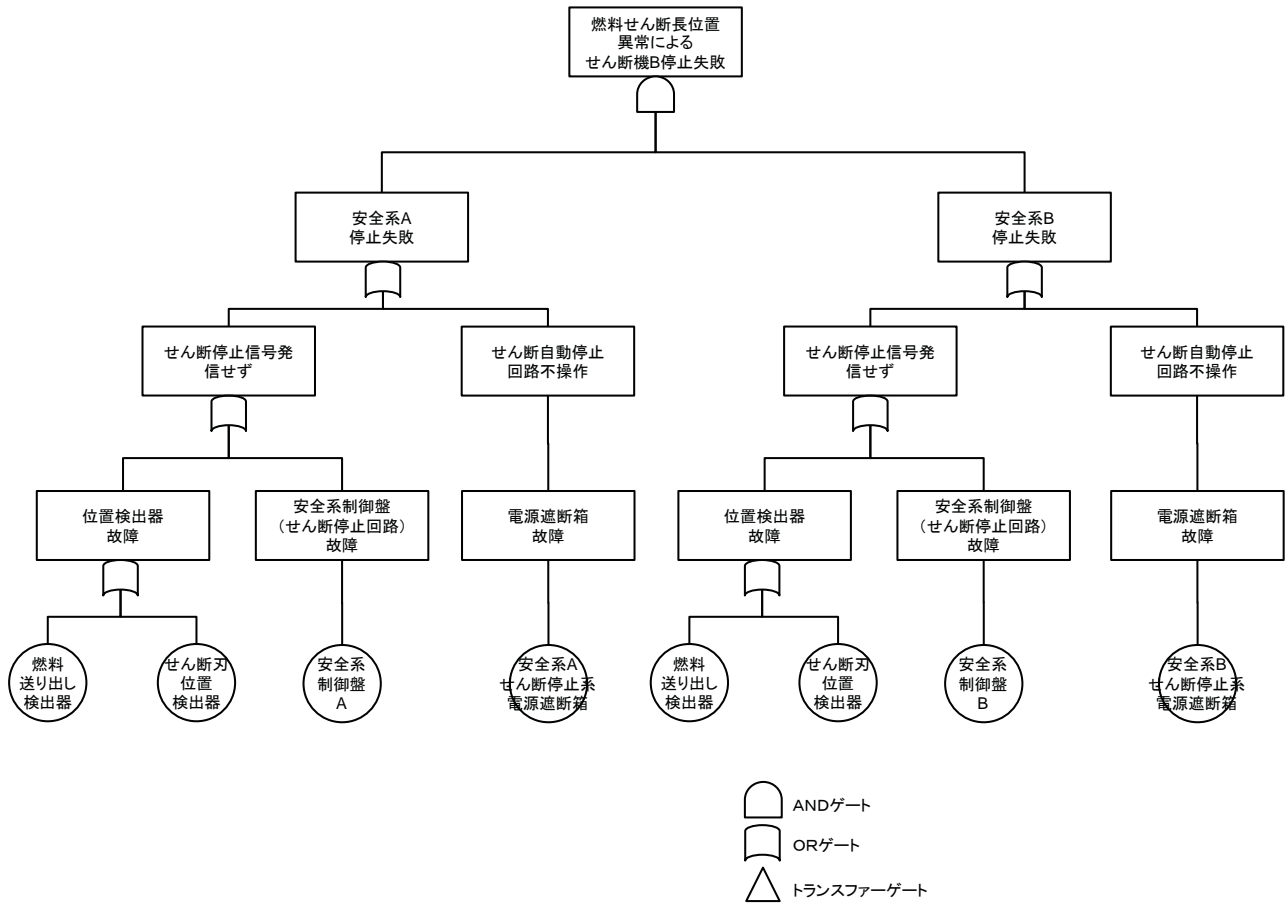 燃料せん断長位置
異常による
せん断機B停止失敗
安全系A
停止失敗
安全系B
停止失敗
せん断停止信号発
信せず
せん断自動停止
回路不操作
せん断停止信号発
信せず
せん断自動停止
回路不操作
位置検出器
故障
安全系制御盤
（せん断停止回路）
故障
電源遮断箱
故障
位置検出器
故障
安全系制御盤
（せん断停止回路）
故障
電源遮断箱
故障
燃料
送り出し
検出器
せん断刃
位置
検出器
安全系
制御盤
A
安全系A
せん断停止系
電源遮断箱
燃料
送り出し
検出器
せん断刃
位置
検出器
安全系
制御盤
B
安全系B
せん断停止系
電源遮断箱
ANDゲート
ORゲート
トランスファーゲート